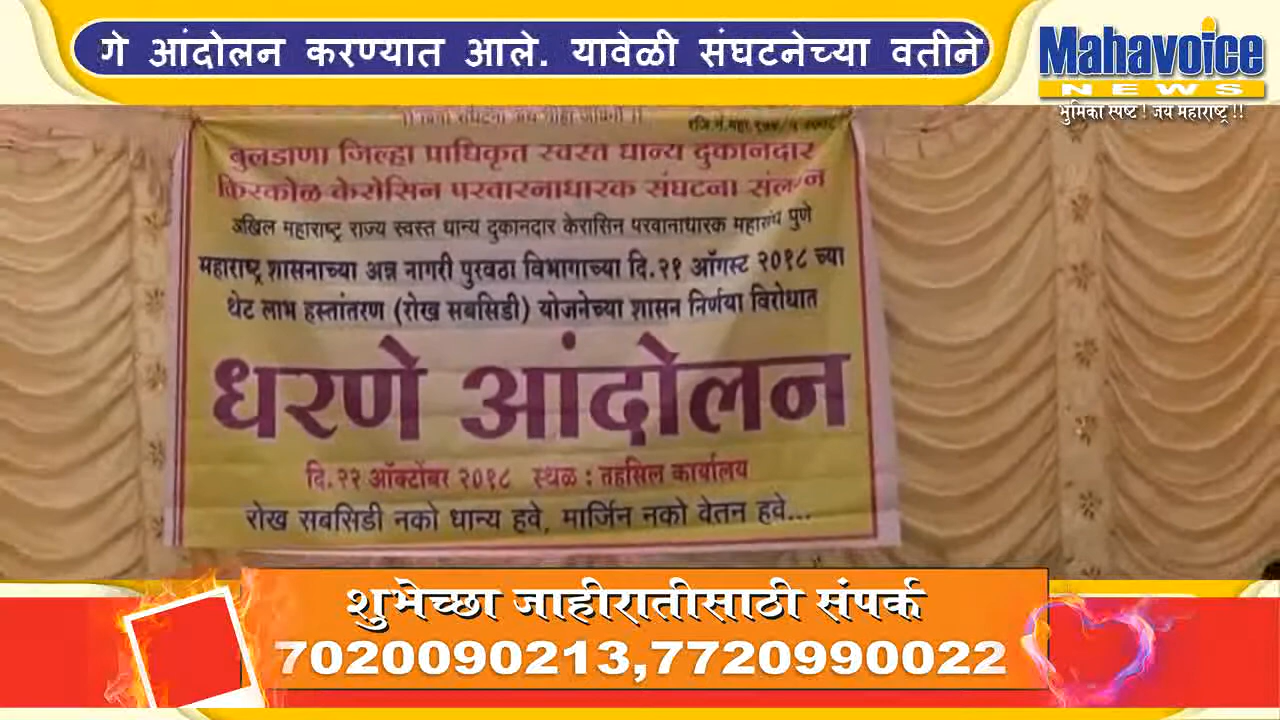 गे आंदोलन करण्यात आले. यावेळी संघटनेच्या वतीने
Mahavoice
NEWS
भुमिका स्पष्ट ! जय महाराष्ट्र !!
बुलडाणा जिल्हा प्राधिकृत स्वस्त धान्य दुकानदार
किरकोळ केरोसिन परवारनाधारक संघटना संलग्न
अखिल महाराष्ट्र राज्य स्वस्त धान्य दुकानदार केरासिन परवानाधारक महासंघ पुणे
महाराष्ट्र शासनाच्या अन्न नागरी पुरवठा विभागाच्या दि.२१ ऑगस्ट २०१८ च्या
थेट लाभ हस्तांतरण (रोख सबसिडी) योजनेच्या शासन निर्णया विरोधात
धरणे आंदोलन
दि.२२ ऑक्टोंबर २०१८ स्थळ : तहसिल कार्यालय
रोख सबसिडी नको धान्य हवे, मार्जिन नको वेतन हवे...
शुभेच्छा जाहीरातीसाठी संपर्क
7020090213,7720990022